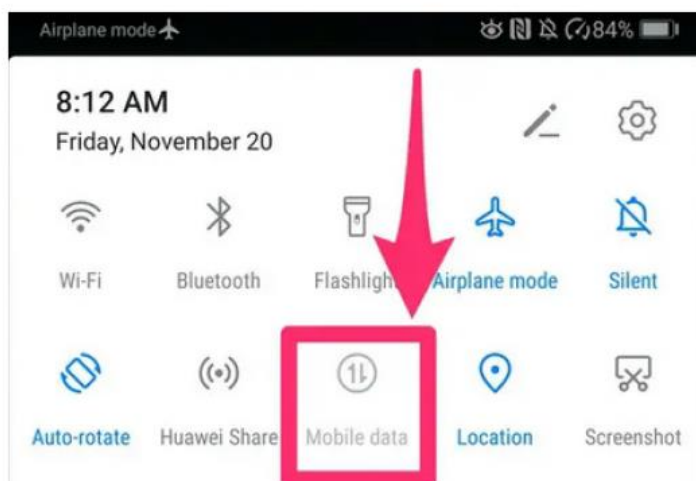 Airplane mode 84%
8:12 AM
Friday, November 20
Wi-Fi Bluetooth Flashlight Airplane mode Silent
Auto-rotate Huawei Share Mobile data Location Screenshot